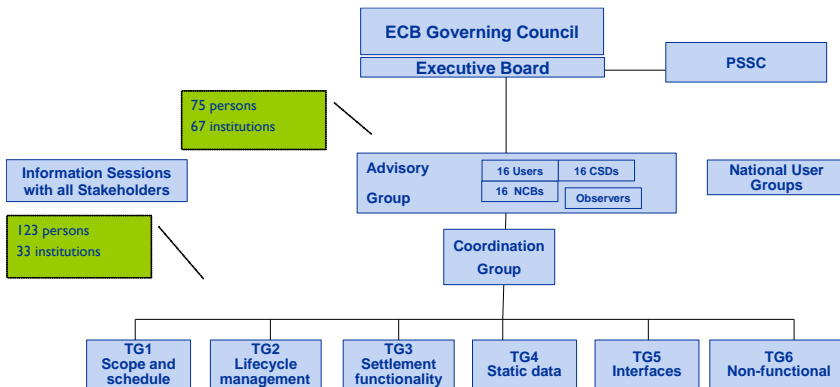 ECB Governing Council
Executive Board
PSSC
75 persons
67 institutions
Information Sessions
with all Stakeholders
Advisory
Group
16 Users
16 CSDs
16 NCBs
Observers
National User
Groups
123 persons
33 institutions
Coordination
Group
TG1
Scope and
schedule
TG2
Lifecycle
management
TG3
Settlement
functionality
TG4
Static data
TG5
Interfaces
TG6
Non-functional